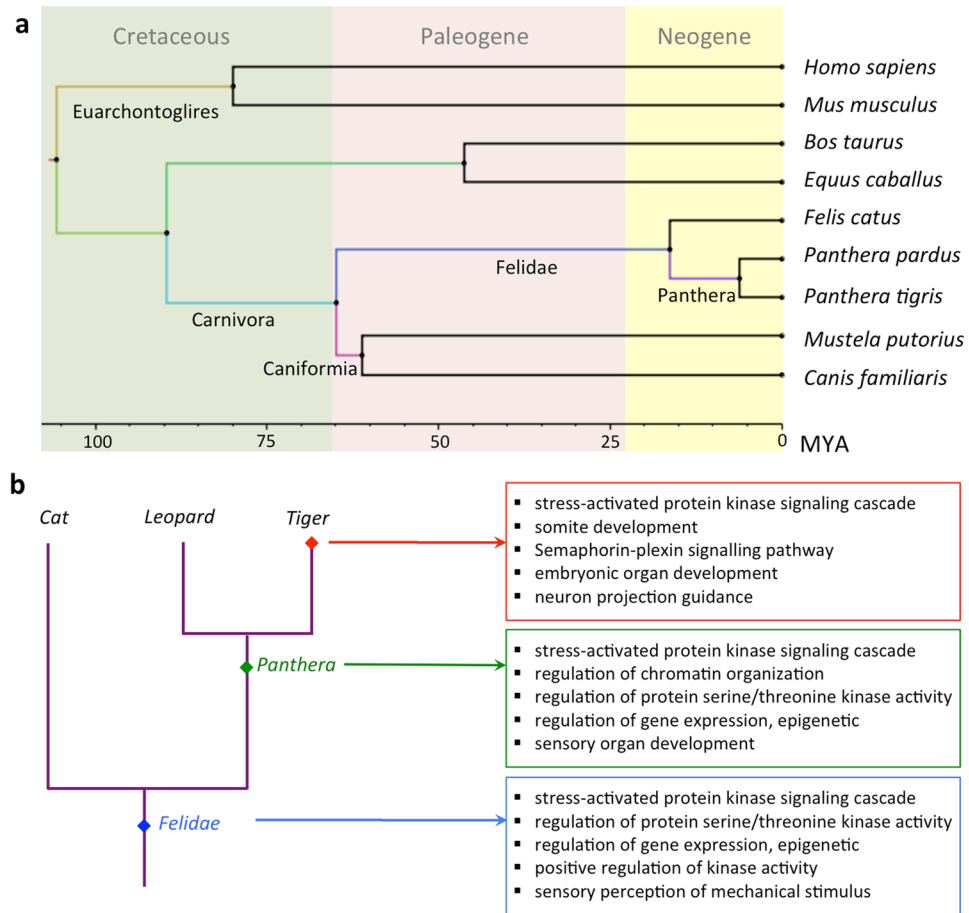 a
Cretaceous
Paleogene
Neogene
Homo sapiens
Euarchontoglires
Mus musculus
Bos taurus
Equus caballus
Felis catus
Panthera pardus
Felidae
Panthera
Panthera tigris
Carnivora
Mustela putorius
Caniformia
Canis familiaris
100 75 50 25 0 MYA
b
Cat
Leopard
Tiger
▪ stress-activated protein kinase signaling cascade
▪ somite development
▪ Semaphorin-plexin signalling pathway
▪ embryonic organ development
▪ neuron projection guidance
Panthera
▪ stress-activated protein kinase signaling cascade
▪ regulation of chromatin organization
▪ regulation of protein serine/threonine kinase activity
▪ regulation of gene expression, epigenetic
▪ sensory organ development
Felidae
▪ stress-activated protein kinase signaling cascade
▪ regulation of protein serine/threonine kinase activity
▪ regulation of gene expression, epigenetic
▪ positive regulation of kinase activity
▪ sensory perception of mechanical stimulus